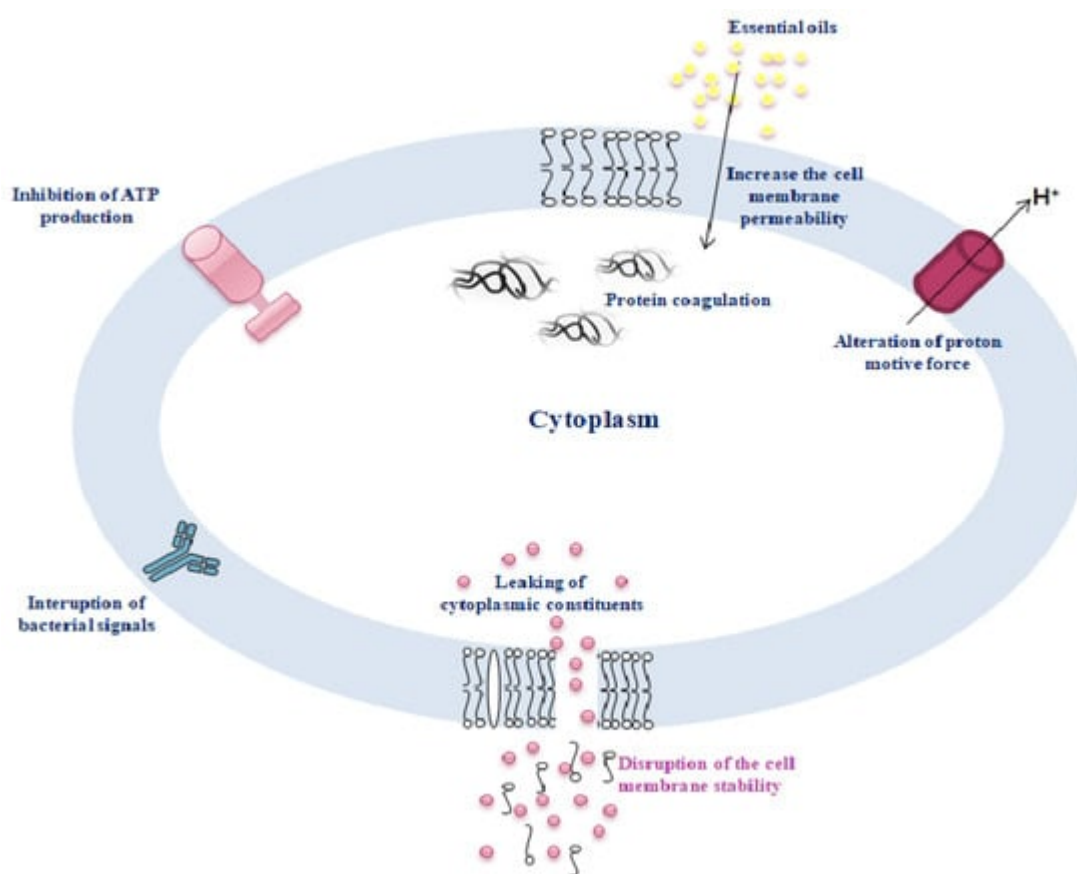 Essential oils
Inhibition of ATP
production
Increase the cell
membrane
permeability
H⁺
Protein coagulation
Alteration of proton
motive force
Cytoplasm
Leaking of
cytoplasmic constituents
Interuption of
bacterial signals
Disruption of the cell
membrane stability